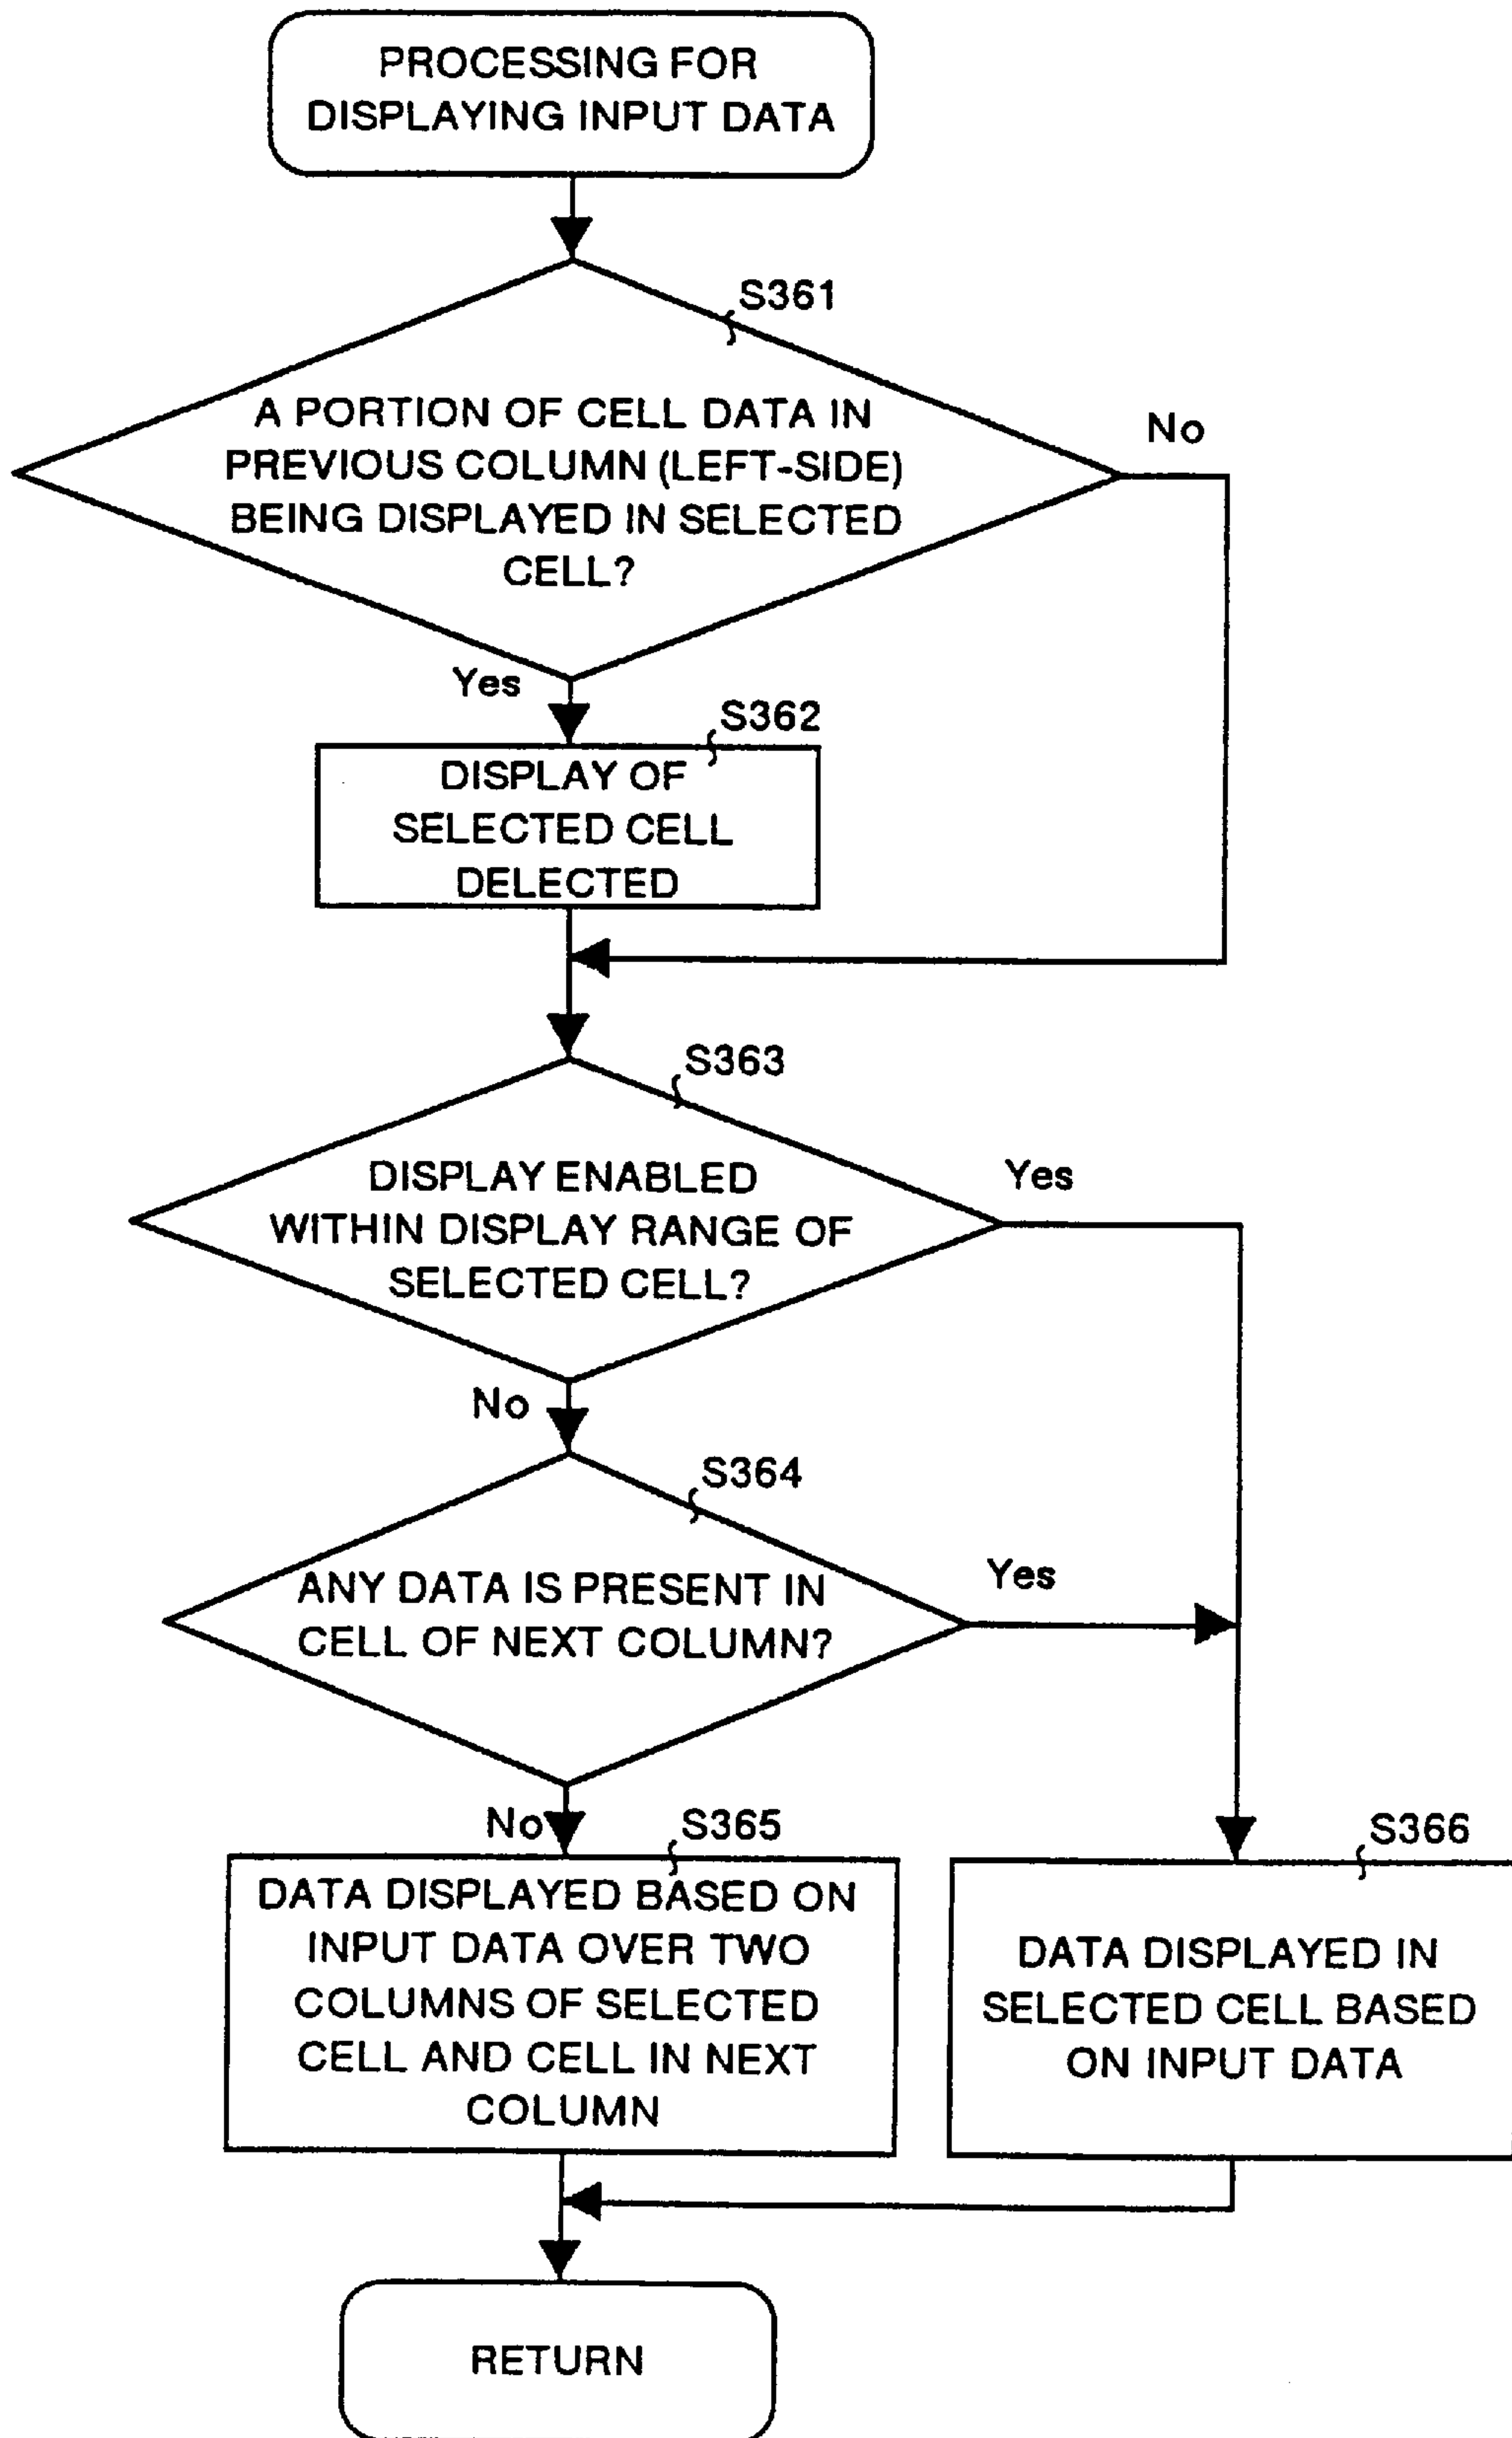 PROCESSING FOR
DISPLAYING INPUT DATA
S361
A PORTION OF CELL DATA IN
PREVIOUS COLUMN (LEFT-SIDE)
BEING DISPLAYED IN SELECTED
CELL?
No
Yes
S362
DISPLAY OF
SELECTED CELL
DELECTED
S363
DISPLAY ENABLED
WITHIN DISPLAY RANGE OF
SELECTED CELL?
Yes
No
S364
ANY DATA IS PRESENT IN
CELL OF NEXT COLUMN?
Yes
No
S365
DATA DISPLAYED BASED ON
INPUT DATA OVER TWO
COLUMNS OF SELECTED
CELL AND CELL IN NEXT
COLUMN
S366
DATA DISPLAYED IN
SELECTED CELL BASED
ON INPUT DATA
RETURN